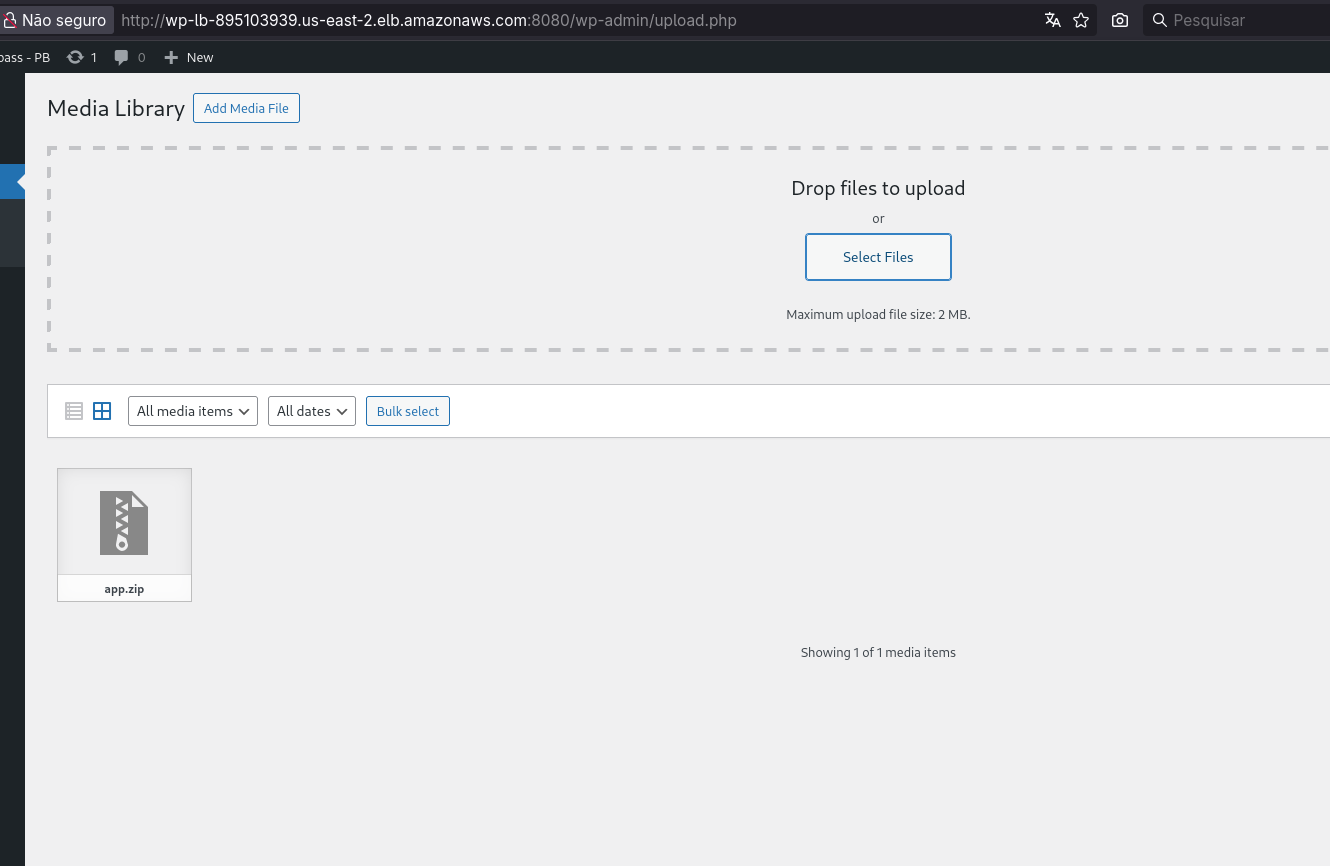 Não seguro http://wp-lb-895103939.us-east-2.elb.amazonaws.com:8080/wp-admin/upload.php Pesquisar
pass - PB 1 0 New
Media Library Add Media File
Drop files to upload
or
Select Files
Maximum upload file size: 2 MB.
All media items All dates Bulk select
app.zip
Showing 1 of 1 media items